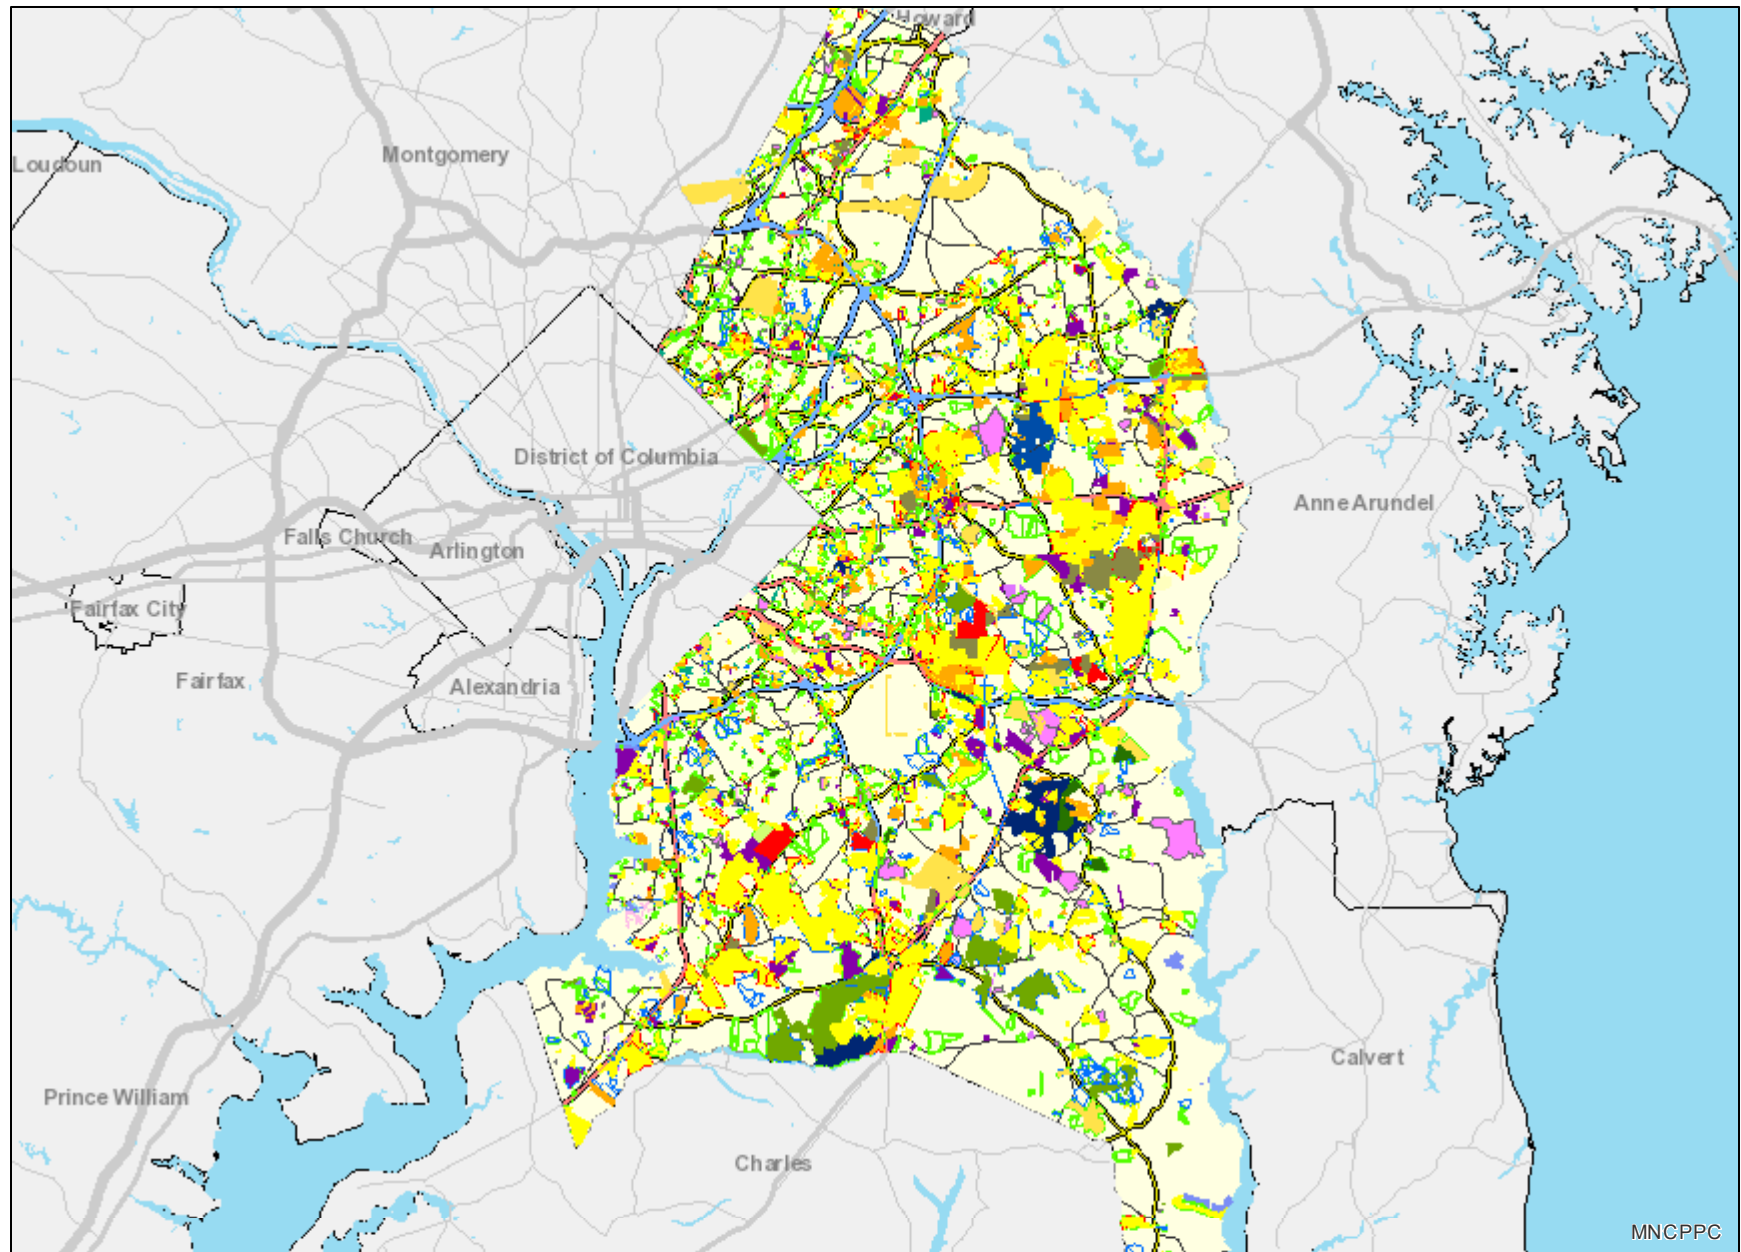 Howard
Montgomery
Loudoun
District of Columbia
Anne Arundel
Falls Church
Arlington
Fairfax City
Fairfax
Alexandria
Calvert
Prince William
Charles
MNCPPC